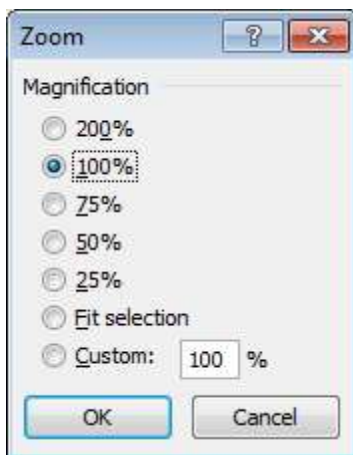 Zoom ?
Magnification
200%
100%
75%
50%
25%
Fit selection
Custom: 100 %
OK Cancel